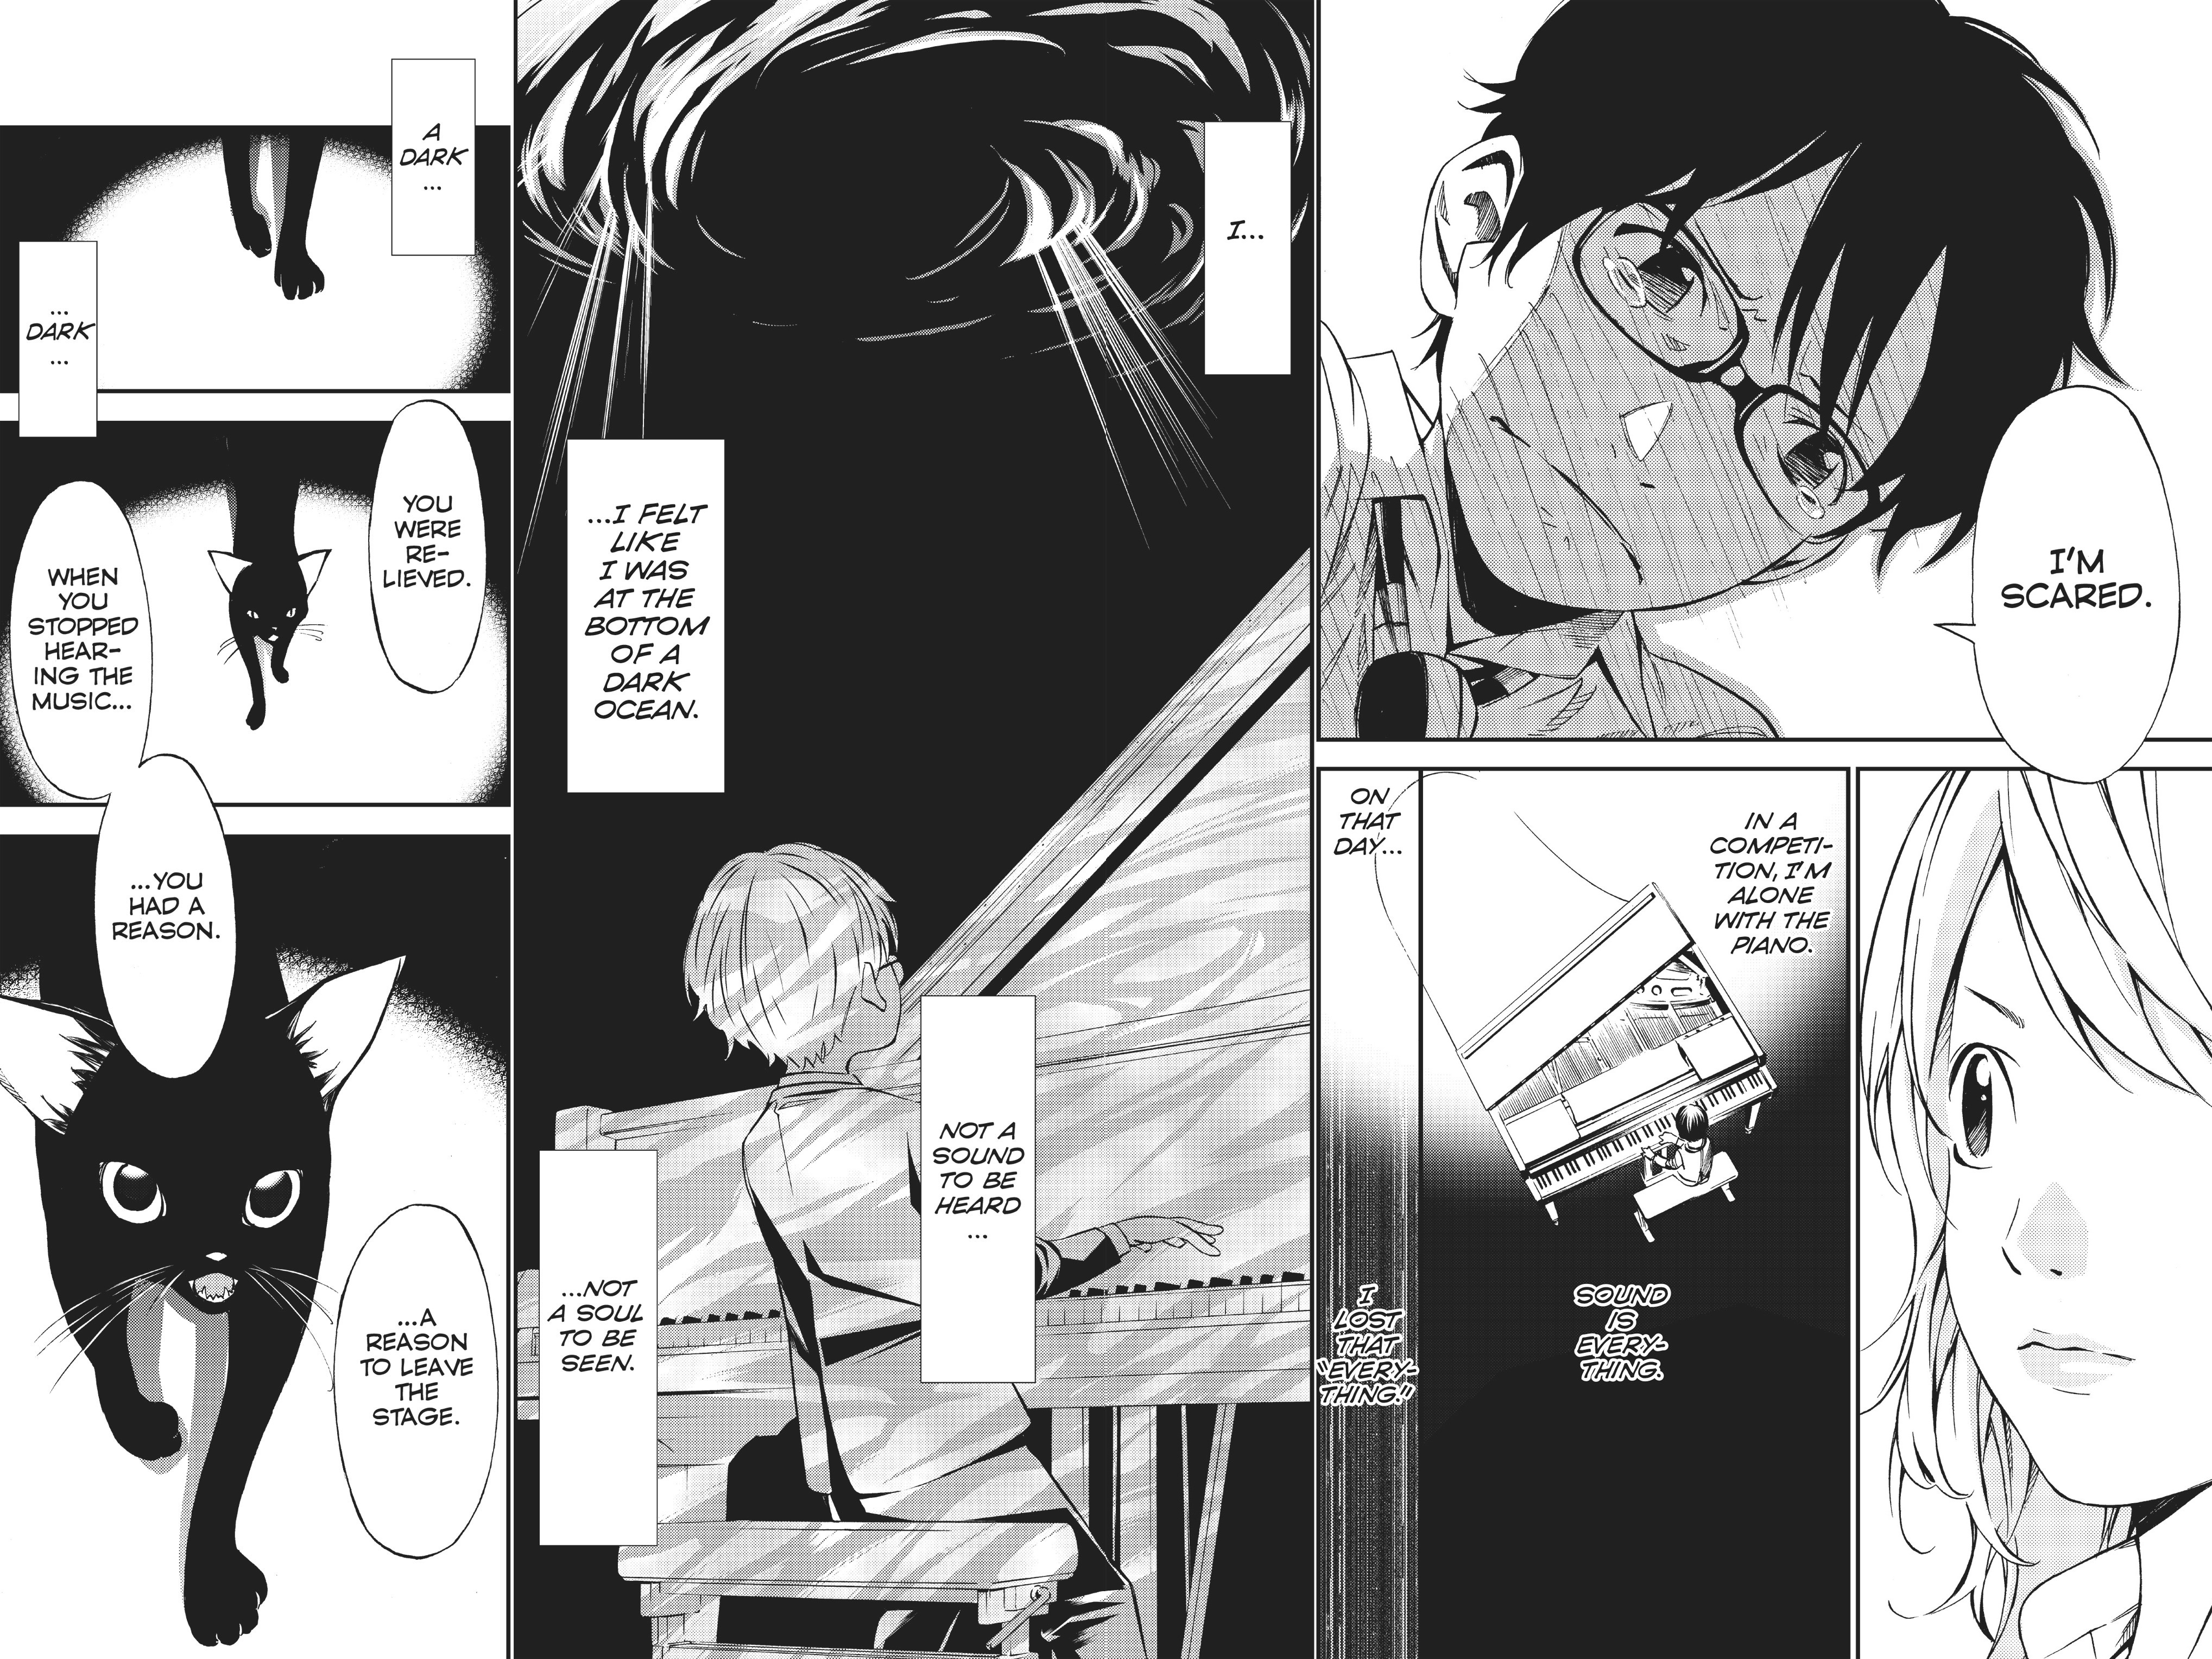 I'M
SCARED.
IN A
COMPETI-
TION, I'M
ALONE
WITH THE
PIANO.
SOUND
IS
EVERY-
THING.
ON
THAT
DAY...
I
LOST
THAT
"EVERY-
THING."
I...
...I FELT
LIKE
I WAS
AT THE
BOTTOM
OF A
DARK
OCEAN.
NOT A
SOUND
TO BE
HEARD
...
...NOT
A SOUL
TO BE
SEEN.
A
DARK
...
...
DARK
...
YOU
WERE
RE-
LIEVED.
WHEN
YOU
STOPPED
HEAR-
ING THE
MUSIC...
...YOU
HAD A
REASON.
...A
REASON
TO LEAVE
THE
STAGE.